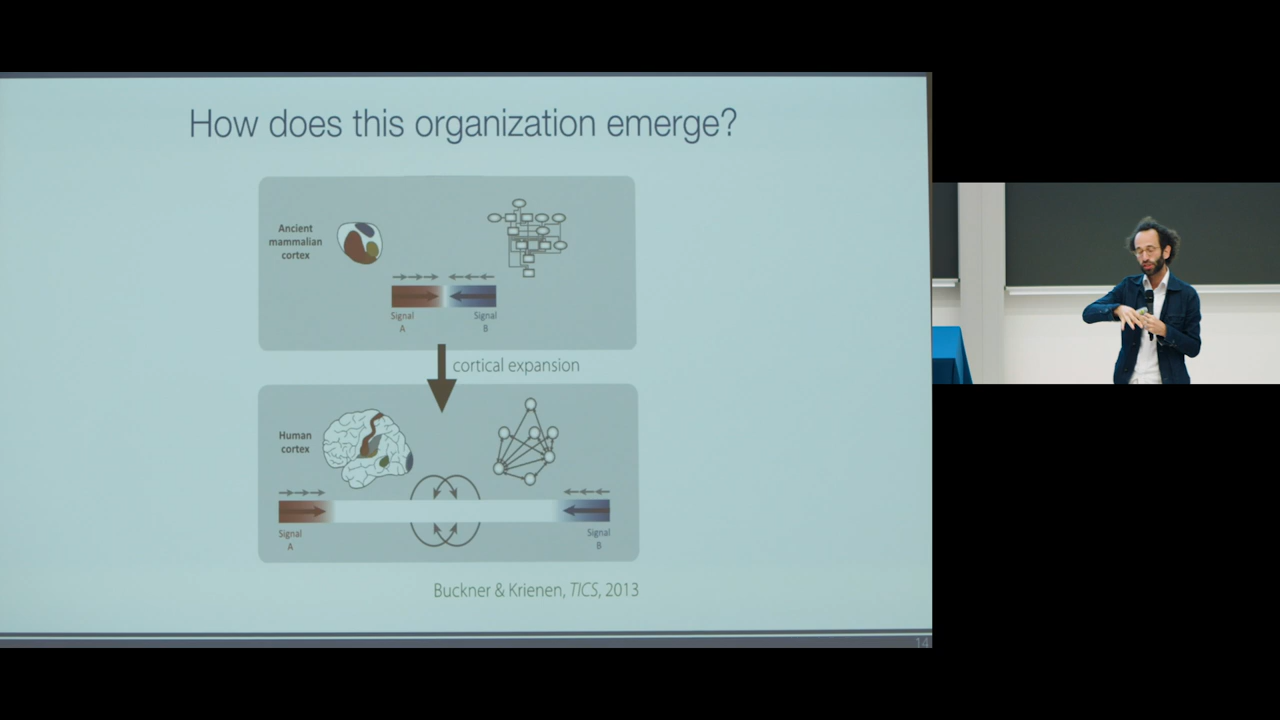 How does this organization emerge?
Ancient
mammalian
cortex
Signal
A
Signal
B
cortical expansion
Human
cortex
Signal
A
Signal
B
Buckner & Krienen, TICS, 2013
14